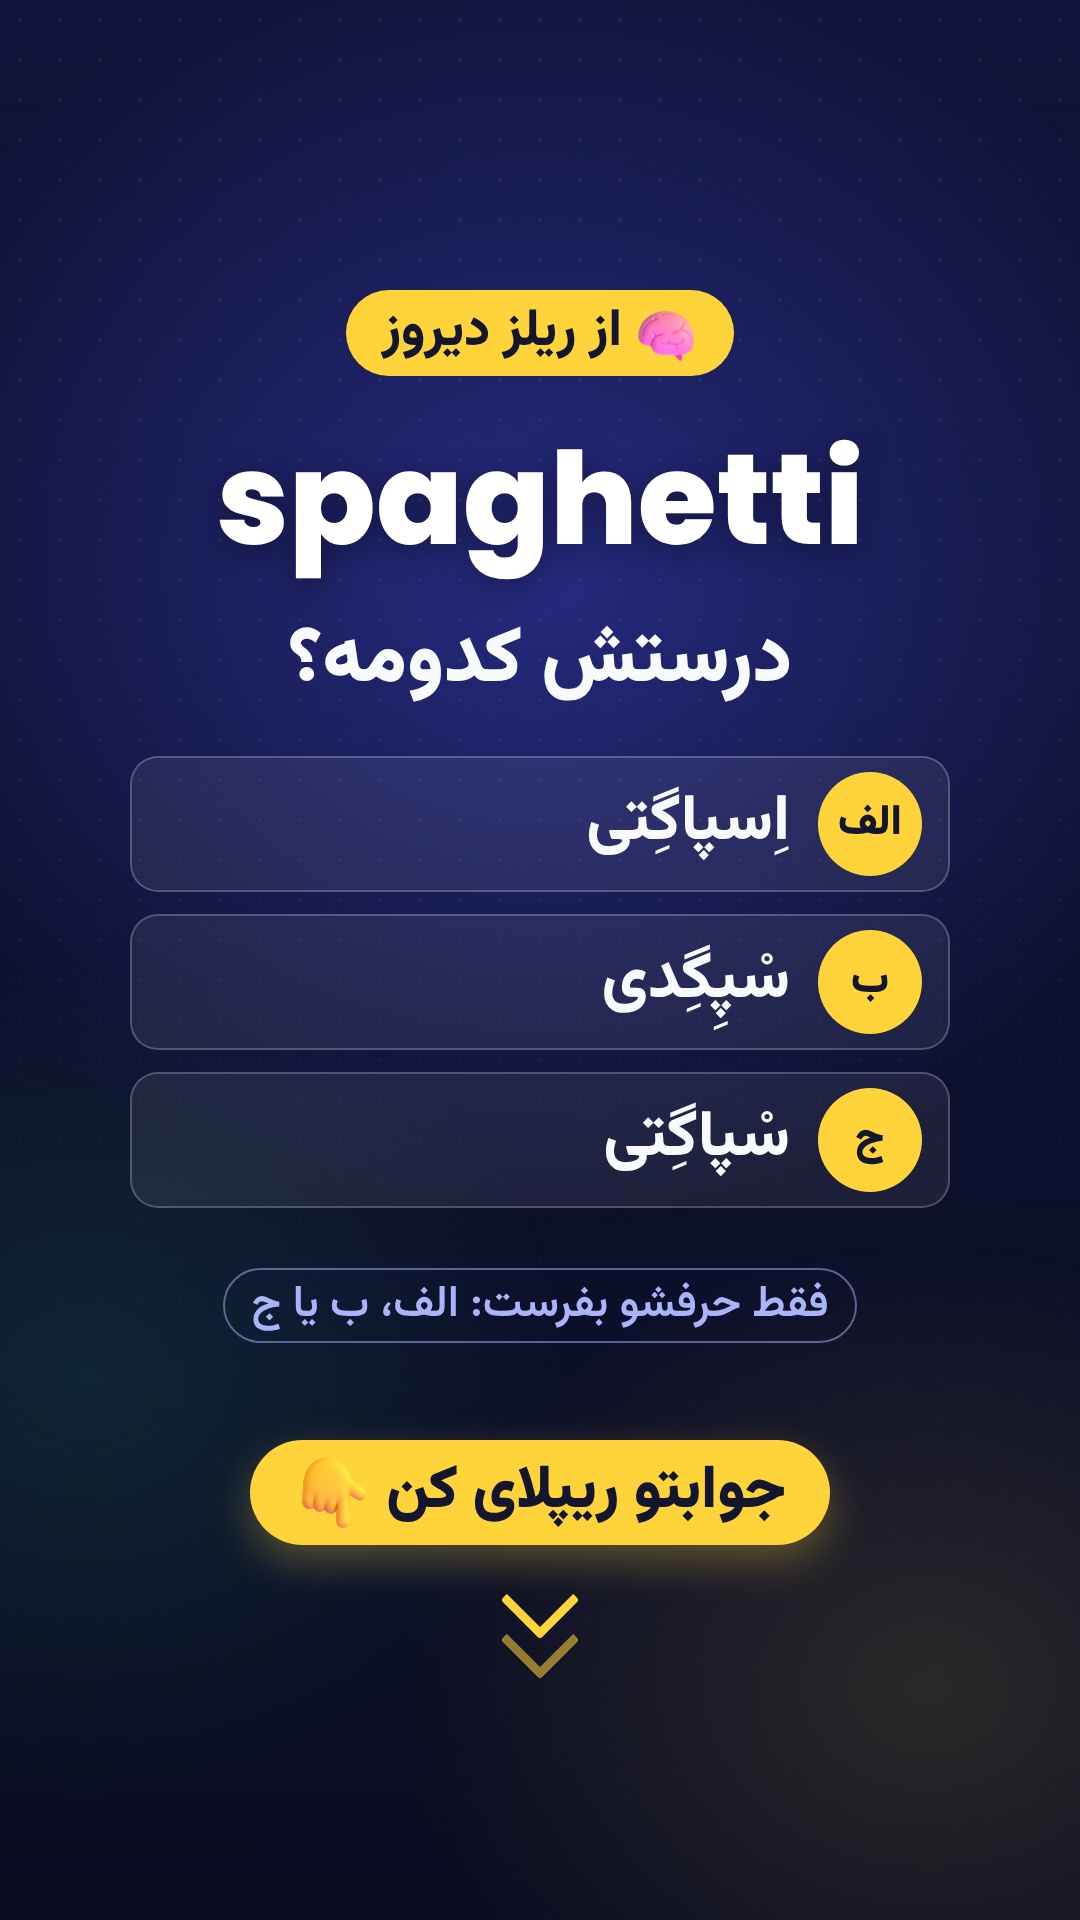 🧠 از ریلز دیروز
spaghetti
درستش کدومه؟
الف اِسپاگِتی
ب سْپِگِدی
ج سْپاگِتی
فقط حرفشو بفرست: الف، ب یا ج
جوابتو ریپلای کن 👇